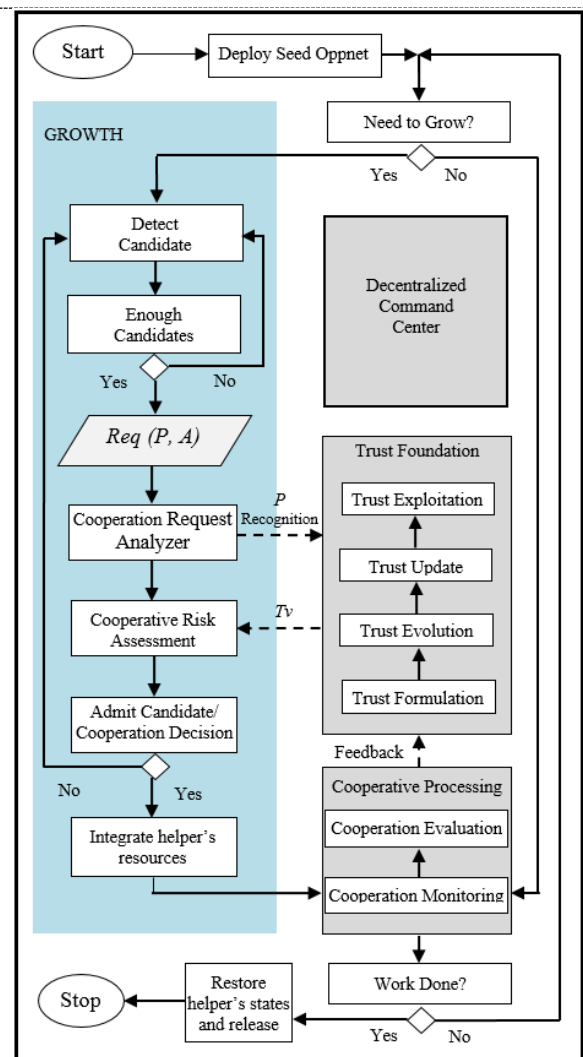 Start
Deploy Seed Oppnet
Need to Grow?
Yes
No
GROWTH
Detect
Candidate
Enough
Candidates
Yes
No
Req (P, A)
Cooperation Request
Analyzer
P
Recognition
Cooperative Risk
Assessment
Tv
Admit Candidate/
Cooperation Decision
No
Yes
Integrate helper's
resources
Decentralized
Command
Center
Trust Foundation
Trust Exploitation
Trust Update
Trust Evolution
Trust Formulation
Feedback
Cooperative Processing
Cooperation Evaluation
Cooperation Monitoring
Work Done?
Yes
No
Restore
helper's states
and release
Stop